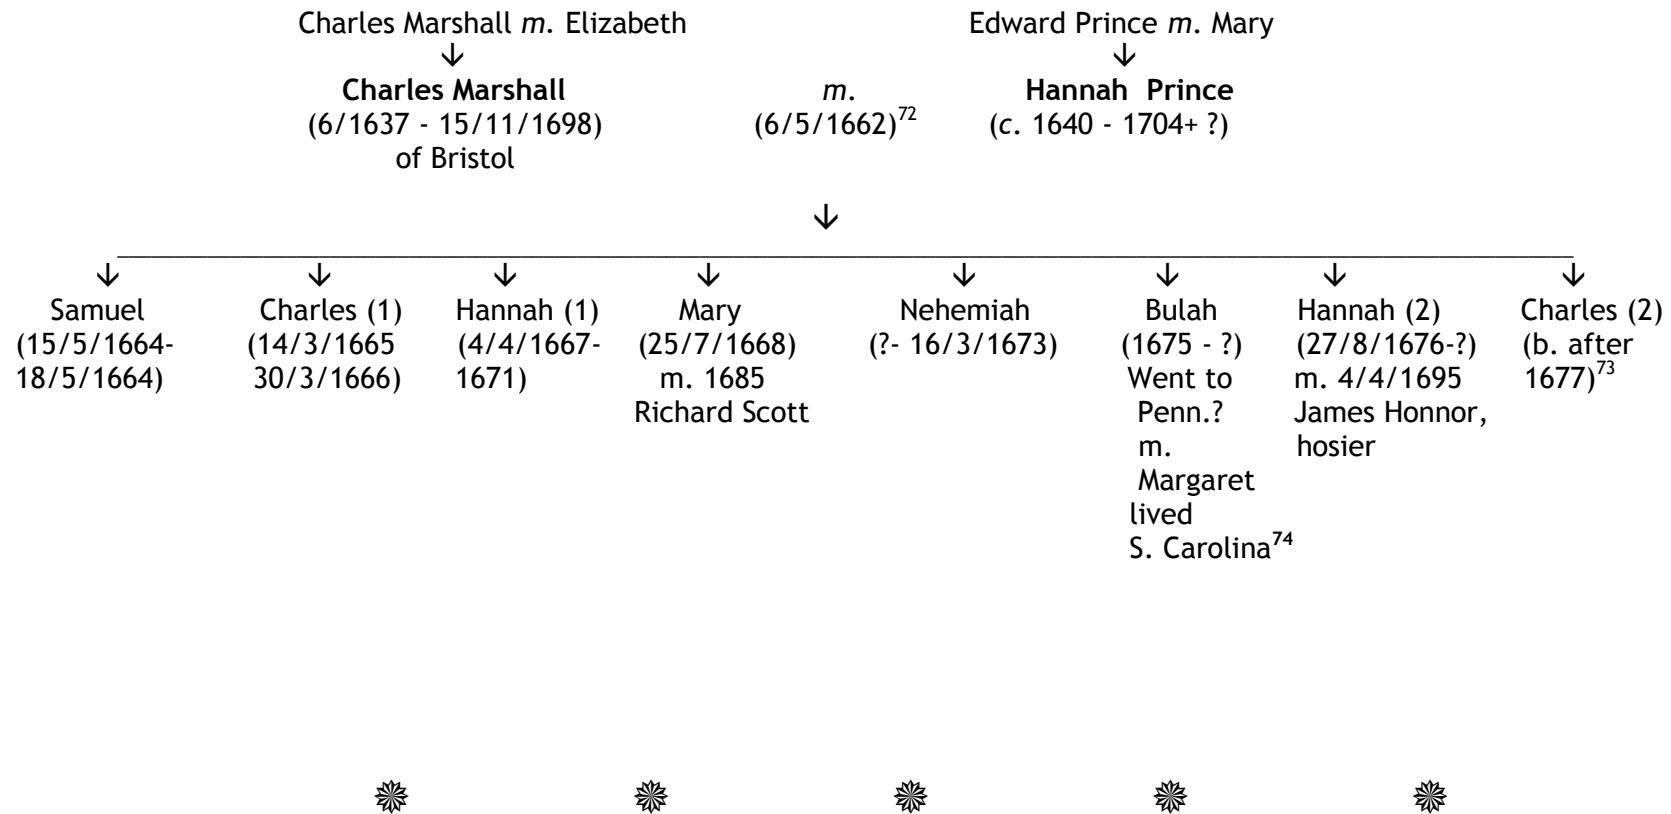 Charles Marshall m. Elizabeth
Edward Prince m. Mary
Charles Marshall
m.
Hannah Prince
(6/1637 - 15/11/1698)
(6/5/1662)72
(c. 1640 - 1704+ ?)
of Bristol
Samuel
(15/5/1664-
18/5/1664)
Charles (1)
(14/3/1665
30/3/1666)
Hannah (1)
(4/4/1667-
1671)
Mary
(25/7/1668)
m. 1685
Richard Scott
Nehemiah
(?- 16/3/1673)
Bulah
(1675 - ?)
Went to
Penn.?
m.
Margaret
lived
S. Carolina74
Hannah (2)
(27/8/1676-?)
m. 4/4/1695
James Honnor,
hosier
Charles (2)
(b. after
1677)73